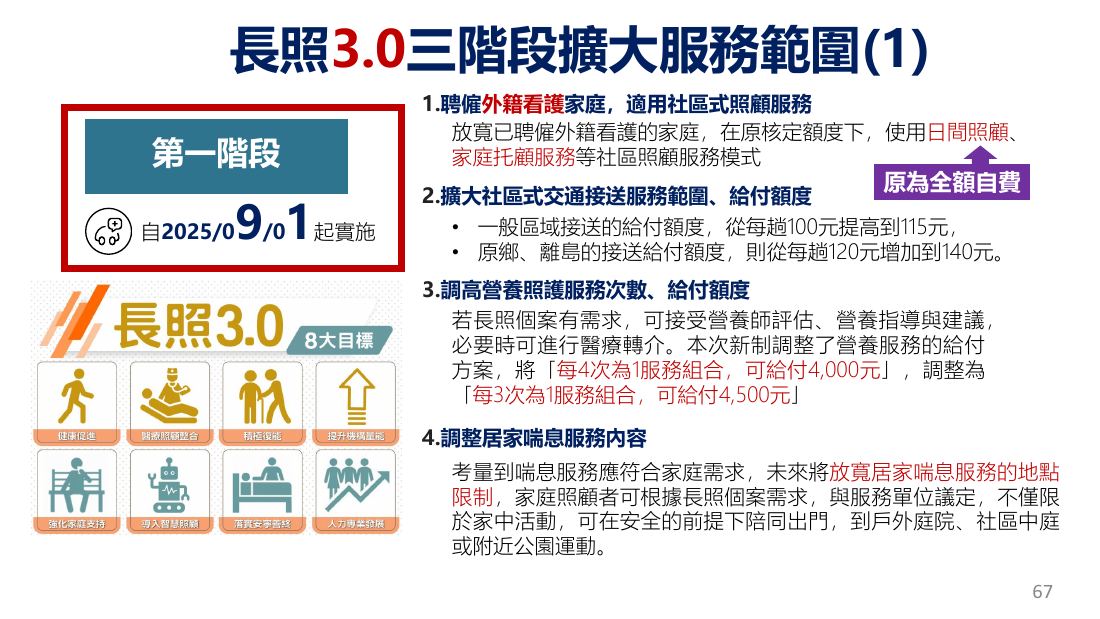 長照3.0三階段擴大服務範圍(1)
第一階段
自2025/09/01起實施
長照3.0
8大目標
健康促進
醫療照顧整合
積極復能
提升機構量能
強化家庭支持
導入智慧照顧
落實安寧善終
人力專業發展
1.聘僱外籍看護家庭，適用社區式照顧服務
放寬已聘僱外籍看護的家庭，在原核定額度下，使用日間照顧、
家庭托顧服務等社區照顧服務模式
原為全額自費
2.擴大社區式交通接送服務範圍、給付額度
• 一般區域接送的給付額度，從每趟100元提高到115元，
• 原鄉、離島的接送給付額度，則從每趟120元增加到140元。
3.調高營養照護服務次數、給付額度
若長照個案有需求，可接受營養師評估、營養指導與建議，
必要時可進行醫療轉介。本次新制調整了營養服務的給付
方案，將「每4次為1服務組合，可給付4,000元」，調整為
「每3次為1服務組合，可給付4,500元」
4.調整居家喘息服務內容
考量到喘息服務應符合家庭需求，未來將放寬居家喘息服務的地點
限制，家庭照顧者可根據長照個案需求，與服務單位議定，不僅限
於家中活動，可在安全的前提下陪同出門，到戶外庭院、社區中庭
或附近公園運動。
67